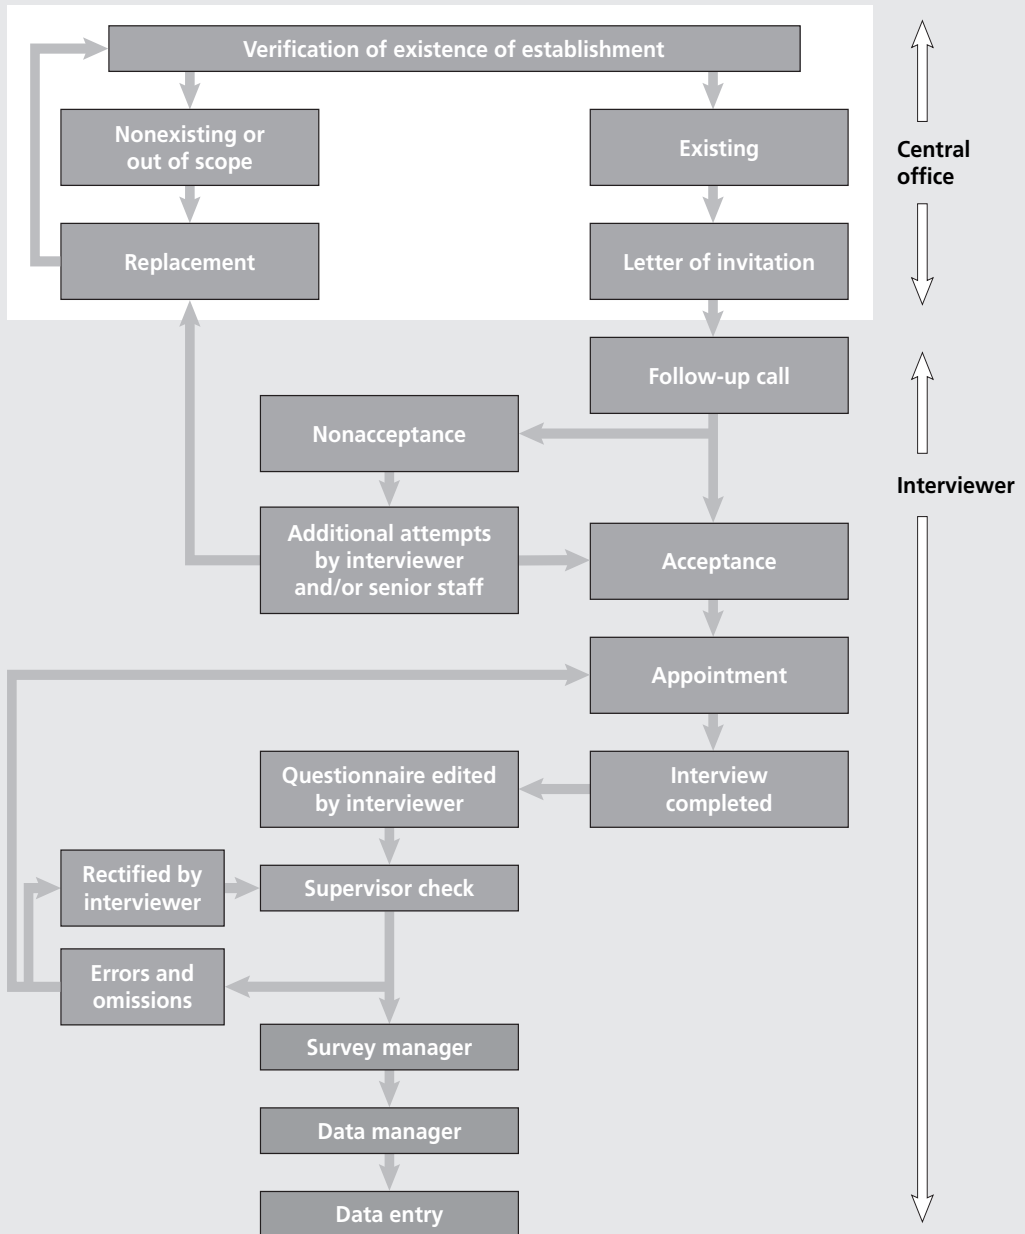 Verification of existence of establishment
Nonexisting or
out of scope
Existing
Central
office
Replacement
Letter of invitation
Follow-up call
Nonacceptance
Interviewer
Additional attempts
by interviewer
and/or senior staff
Acceptance
Appointment
Questionnaire edited
by interviewer
Interview
completed
Rectified by
interviewer
Supervisor check
Errors and
omissions
Survey manager
Data manager
Data entry